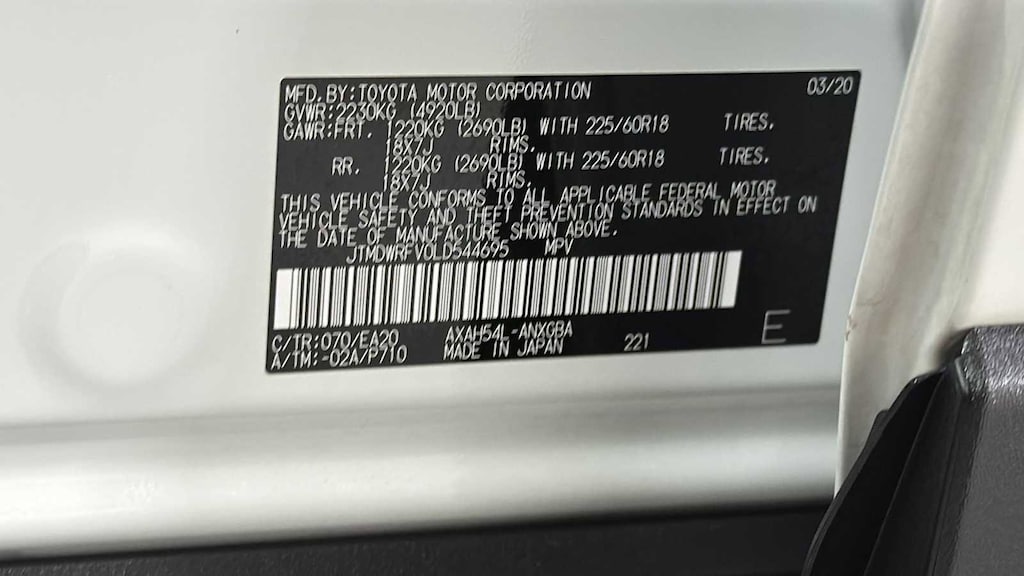 MFD. BY: TOYOTA MOTOR CORPORATION 03/20
GVWR: 2230KG (4920LB)
GAWR: FRT. 1220KG (2690LB) WITH 225/60R18 TIRES,
18X7J RIMS,
RR. 1220KG (2690LB) WITH 225/60R18 TIRES,
18X7J RIMS,
THIS VEHICLE CONFORMS TO ALL APPLICABLE FEDERAL MOTOR
VEHICLE SAFETY AND THEFT PREVENTION STANDARDS IN EFFECT ON
THE DATE OF MANUFACTURE SHOWN ABOVE.
JTMDWRFV0LD544695 MPV
C/TR: 070/EA20 AXAH54L-ANXGBA
A/TM: -02A/P710 MADE IN JAPAN 221 E